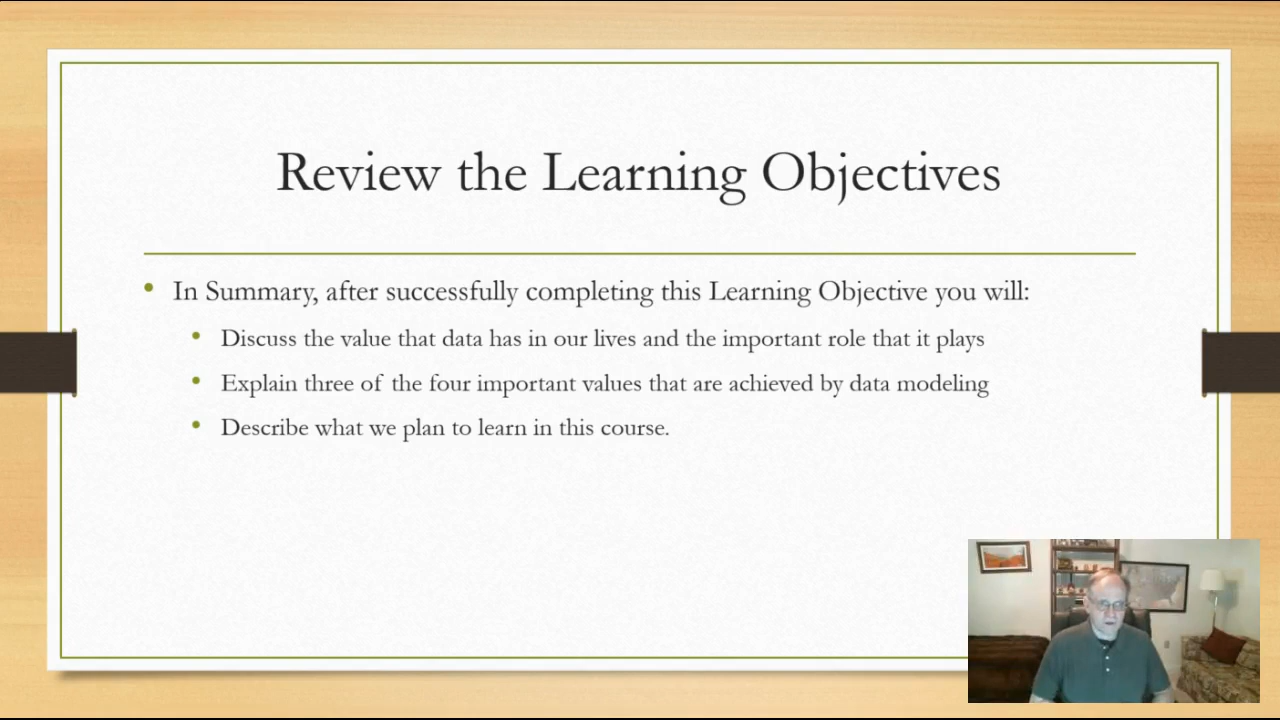 Review the Learning Objectives
In Summary, after successfully completing this Learning Objective you will:
Discuss the value that data has in our lives and the important role that it plays
Explain three of the four important values that are achieved by data modeling
Describe what we plan to learn in this course.